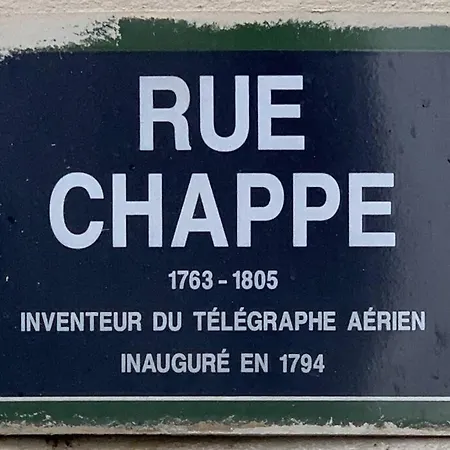 RUE
CHAPPE
1763 - 1805
INVENTEUR DU TÉLÉGRAPHE AÉRIEN
INAUGURÉ EN 1794